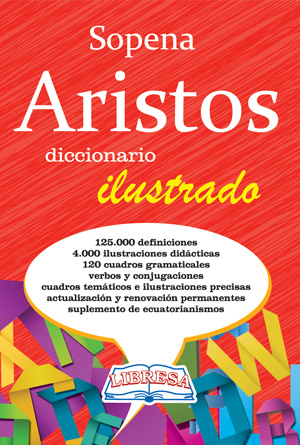 Sopena
Aristos
diccionario
ilustrado
125.000 definiciones
4.000 ilustraciones didácticas
120 cuadros gramaticales
verbos y conjugaciones
cuadros temáticos e ilustraciones precisas
actualización y renovación permanentes
suplemento de ecuatorianismos
LIBRESA